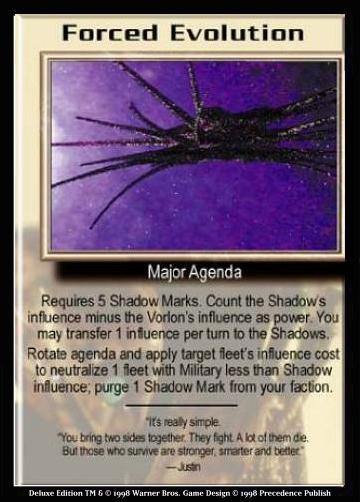 Forced Evolution
Major Agenda
Requires 5 Shadow Marks. Count the Shadow's
influence minus the Vorlon's influence as power. You
may transfer 1 influence per turn to the Shadows.
Rotate agenda and apply target fleet's influence cost
to neutralize 1 fleet with Military less than Shadow
influence; purge 1 Shadow Mark from your faction.
"It's really simple.
"You bring two sides together. They fight. A lot of them die.
But those who survive are stronger, smarter and better."
— Justin
Deluxe Edition TM & © 1998 Warner Bros. Game Design © 1998 Precedence Publish